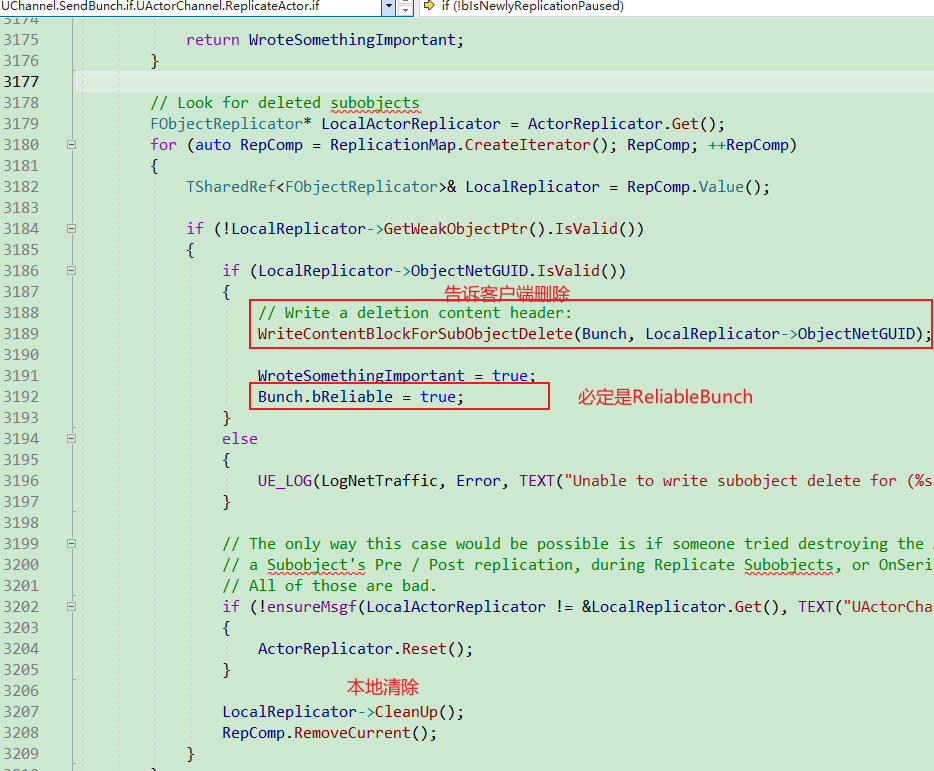 UChannel.SendBunch.if.UActorChannel.ReplicateActor.if if (!bIsNewlyReplicationPaused)
3174
3175 return WroteSomethingImportant;
3176 }
3177
3178 // Look for deleted subobjects
3179 FObjectReplicator* LocalActorReplicator = ActorReplicator.Get();
3180 for (auto RepComp = ReplicationMap.CreateIterator(); RepComp; ++RepComp)
3181 {
3182 TSharedRef<FObjectReplicator>& LocalReplicator = RepComp.Value();
3183
3184 if (!LocalReplicator->GetWeakObjectPtr().IsValid())
3185 {
3186 if (LocalReplicator->ObjectNetGUID.IsValid())
3187 { 告诉客户端删除
3188 // Write a deletion content header:
3189 WriteContentBlockForSubObjectDelete(Bunch, LocalReplicator->ObjectNetGUID);
3190
3191 WroteSomethingImportant = true;
3192 Bunch.bReliable = true; 必定是ReliableBunch
3193 }
3194 else
3195 {
3196 UE_LOG(LogNetTraffic, Error, TEXT("Unable to write subobject delete for (%s
3197 }
3198
3199 // The only way this case would be possible is if someone tried destroying the
3200 // a Subobject's Pre / Post replication, during Replicate Subobjects, or OnSeri
3201 // All of those are bad.
3202 if (!ensureMsgf(LocalActorReplicator != &LocalReplicator.Get(), TEXT("UActorCha
3203 {
3204 ActorReplicator.Reset();
3205 }
3206 本地清除
3207 LocalReplicator->CleanUp();
3208 RepComp.RemoveCurrent();
3209 }